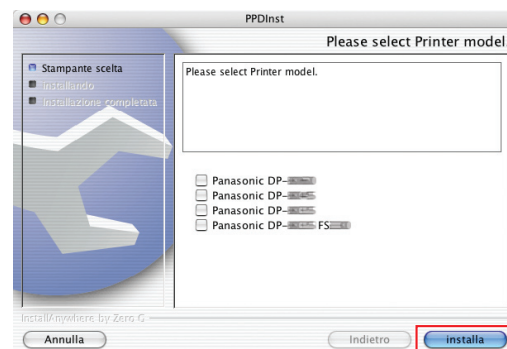 PPDInst
Please select Printer model.
Stampante scelta
Installando
Installazione completata
Please select Printer model.
Panasonic DP-
Panasonic DP-
Panasonic DP-
Panasonic DP- FS
InstallAnywhere by Zero G
Annulla
Indietro
installa